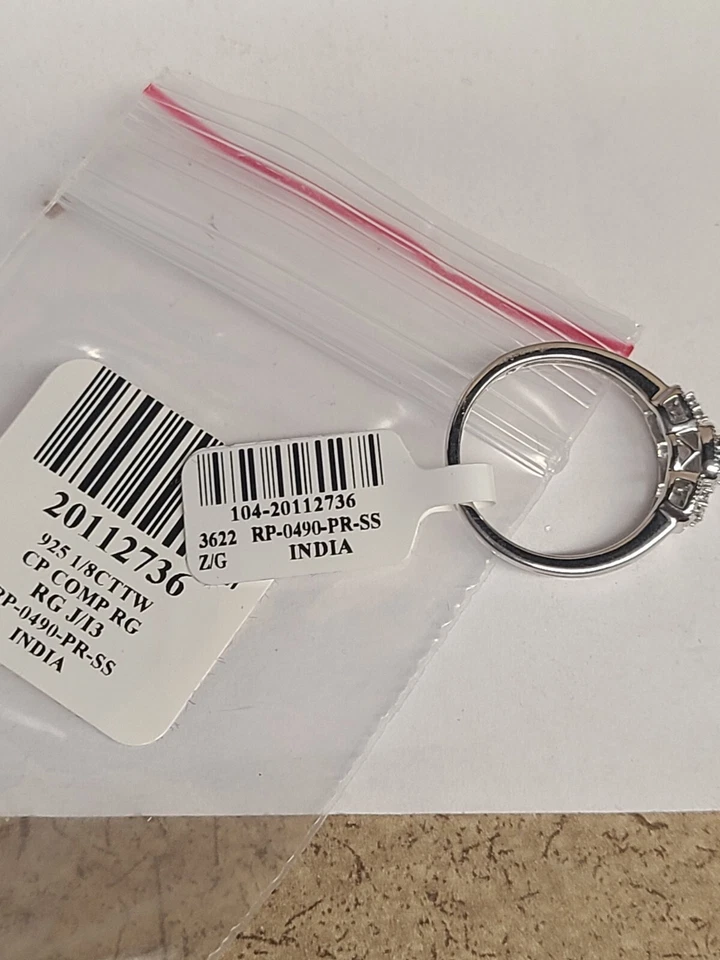 20112736
925 1/8CTTW
CP COMP RG
RG J/I3
RP-0490-PR-SS
INDIA
104-20112736
3622 RP-0490-PR-SS
Z/G INDIA